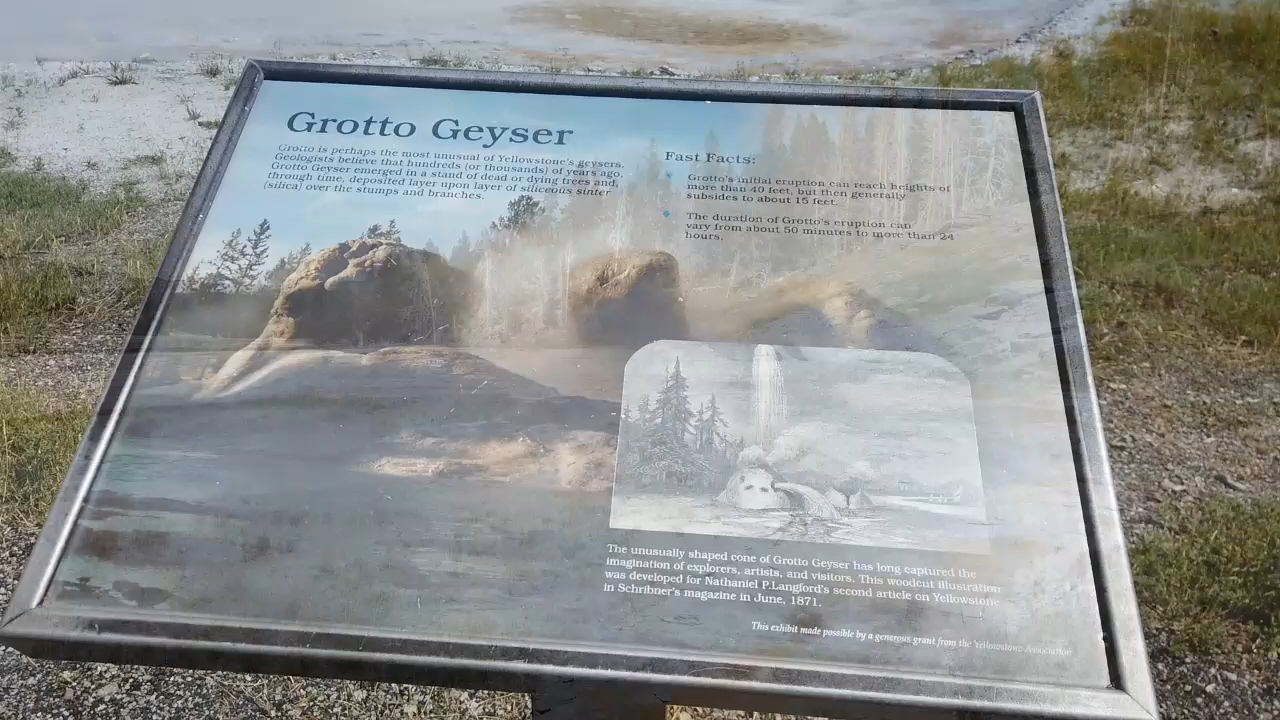 Grotto Geyser
Grotto is perhaps the most unusual of Yellowstone's geysers.
Geologists believe that hundreds (or thousands) of years ago,
Grotto Geyser emerged in a stand of dead or dying trees and,
through time, deposited layer upon layer of silicous sinter
(silica) over the stumps and branches.
Fast Facts:
Grotto's initial eruption can reach heights of
more than 40 feet, but then generally
subsides to about 15 feet.
The duration of Grotto's eruption can
vary from about 50 minutes to more than 24
hours.
The unusually shaped cone of Grotto Geyser has long captured the
imagination of explorers, artists, and visitors. This woodcut illustration
was developed for Nathaniel P.Langford's second article on Yellowstone
in Schribner's magazine in June, 1871.
This exhibit made possible by a generous grant from the Yellowstone Association